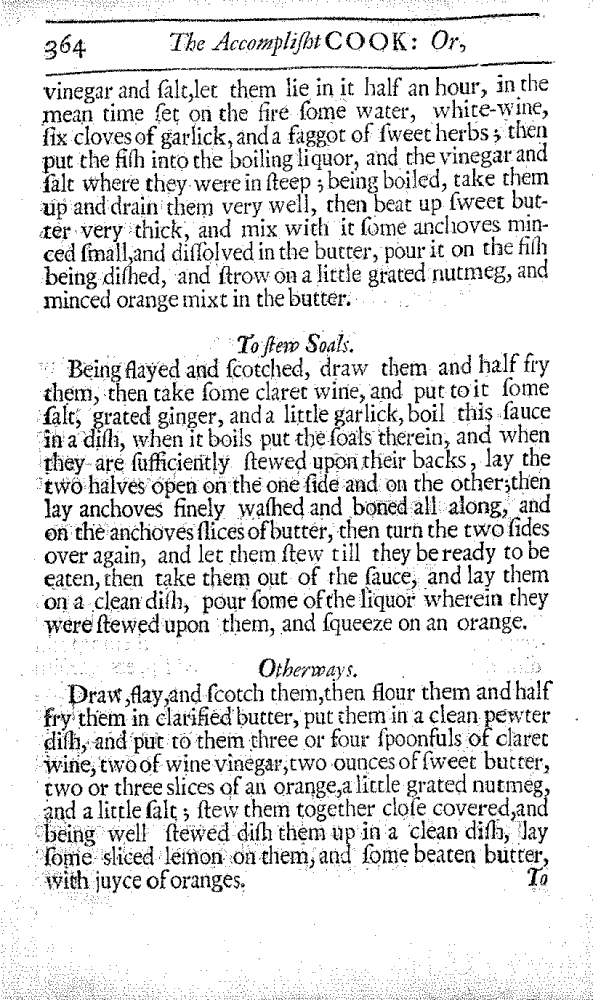 364 The Accompliſht COOK: Or,
vinegar and ſalt,let them lie in it half an hour, in the
mean time ſet on the fire ſome water, white-wine,
ſix cloves of garlick, and a faggot of ſweet herbs; then
put the fiſh into the boiling liquor, and the vinegar and
ſalt where they were in ſteep; being boiled, take them
up and drain them very well, then beat up ſweet but-
ter very thick, and mix with it ſome anchoves min-
ced ſmall,and diſſolved in the butter, pour it on the fiſh
being diſhed, and ſtrow on a little grated nutmeg, and
minced orange mixt in the butter.
To ſtew Soals.
Being flayed and ſcotched, draw them and half fry
them, then take ſome claret wine, and put to it ſome
ſalt, grated ginger, and a little garlick, boil this ſauce
in a diſh, when it boils put the ſoals therein, and when
they are ſufficiently ſtewed upon their backs, lay the
two halves open on the one ſide and on the other;then
lay anchoves finely waſhed and boned all along, and
on the anchoves ſlices of butter, then turn the two ſides
over again, and let them ſtew till they be ready to be
eaten, then take them out of the ſauce, and lay them
on a clean diſh, pour ſome of the liquor wherein they
were ſtewed upon them, and ſqueeze on an orange.
Otherways.
Draw,flay,and ſcotch them,then flour them and half
fry them in clarified butter, put them in a clean pewter
diſh, and put to them three or four ſpoonfuls of claret
wine, two of wine vinegar,two ounces of ſweet butter,
two or three slices of an orange,a little grated nutmeg,
and a little ſalt; ſtew them together cloſe covered,and
being well ſtewed diſh them up in a clean diſh, lay
ſome sliced lemon on them, and ſome beaten butter,
with juyce of oranges. To